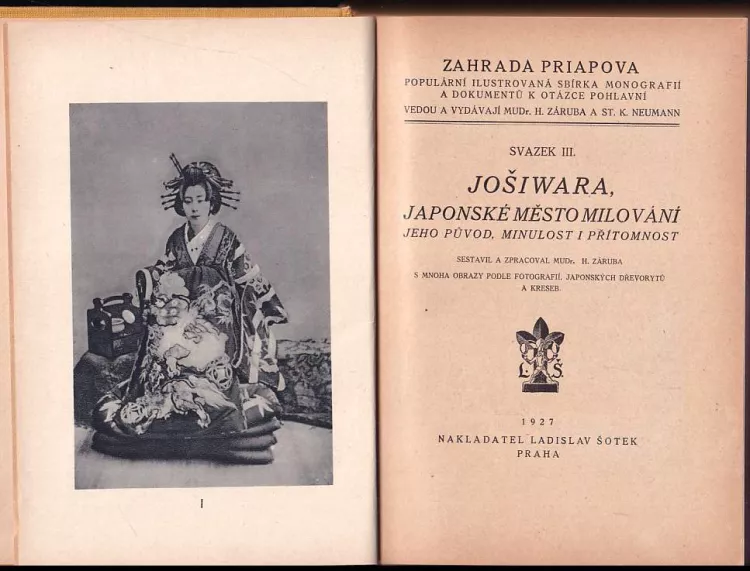 I
ZAHRADA PRIAPOVA
POPULÁRNÍ ILUSTROVANÁ SBÍRKA MONOGRAFIÍ
A DOKUMENTŮ K OTÁZCE POHLAVNÍ
VEDOU A VYDÁVAJÍ MUDr. H. ZÁRUBA A ST. K. NEUMANN
SVAZEK III.
JOŠIWARA,
JAPONSKÉ MĚSTO MILOVÁNÍ
JEHO PŮVOD, MINULOST I PŘÍTOMNOST
SESTAVIL A ZPRACOVAL MUDr. H. ZÁRUBA
S MNOHA OBRAZY PODLE FOTOGRAFIÍ, JAPONSKÝCH DŘEVORYTŮ
A KRESEB
L. Š.
1927
NAKLADATEL LADISLAV ŠOTEK
PRAHA